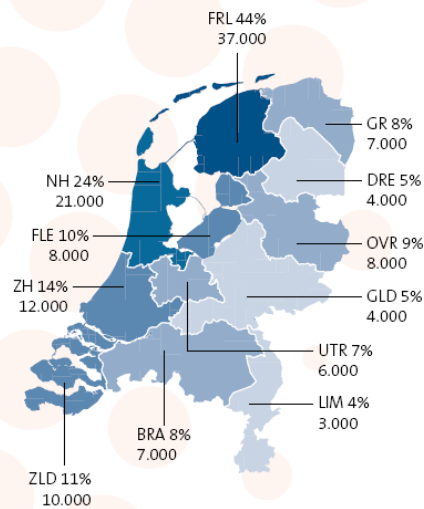 FRL 44%
37.000
GR 8%
7.000
NH 24%
21.000
DRE 5%
4.000
FLE 10%
8.000
OVR 9%
8.000
ZH 14%
12.000
GLD 5%
4.000
UTR 7%
6.000
LIM 4%
3.000
BRA 8%
7.000
ZLD 11%
10.000